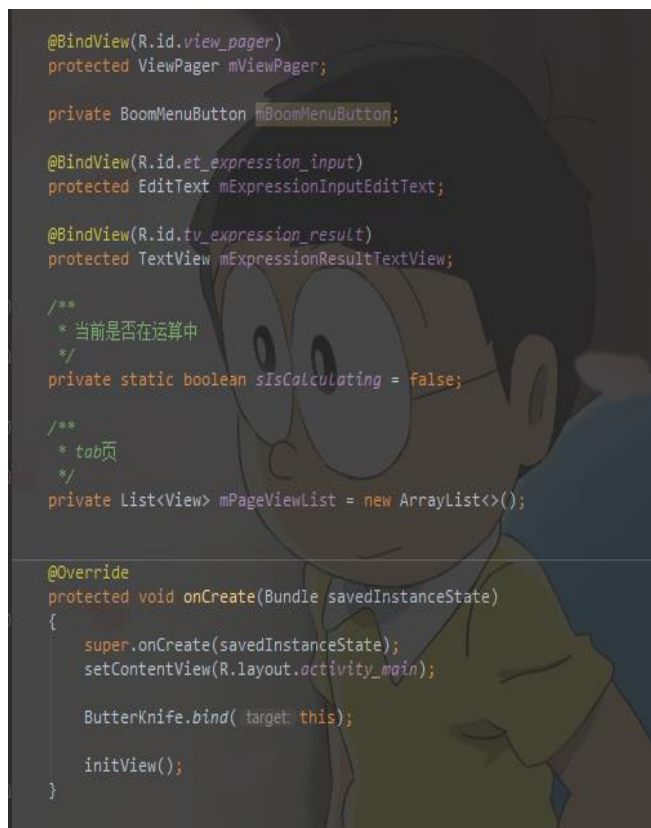 @BindView(R.id.view_pager)
protected ViewPager mViewPager;
private BoomMenuButton mBoomMenuButton;
@BindView(R.id.et_expression_input)
protected EditText mExpressionInputEditText;
@BindView(R.id.tv_expression_result)
protected TextView mExpressionResultTextView;
/**
* 当前是否在运算中
*/
private static boolean sIsCalculating = false;
/**
* tab页
*/
private List<View> mPageViewList = new ArrayList<>();
@Override
protected void onCreate(Bundle savedInstanceState)
{
super.onCreate(savedInstanceState);
setContentView(R.layout.activity_main);
ButterKnife.bind( target: this);
initView();
}